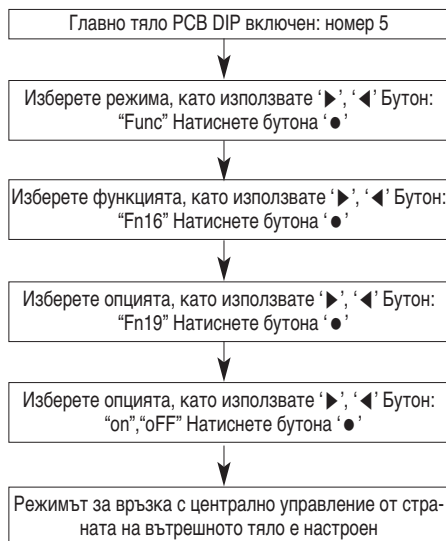 Главно тяло PCB DIP включен: номер 5
Изберете режима, като използвате ‘▶’, ‘◀’ Бутон:
“Func” Натиснете бутона ‘●’
Изберете функцията, като използвате ‘▶’, ‘◀’ Бутон:
“Fn16” Натиснете бутона ‘●’
Изберете опцията, като използвате ‘▶’, ‘◀’ Бутон:
“Fn19” Натиснете бутона ‘●’
Изберете опцията, като използвате ‘▶’, ‘◀’ Бутон:
“on”,“oFF” Натиснете бутона ‘●’
Режимът за връзка с централно управление от стра-
ната на вътрешното тяло е настроен